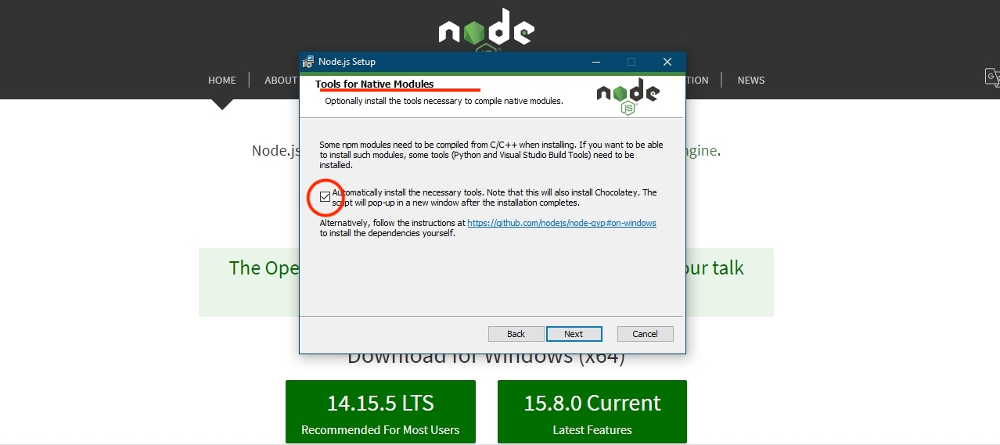 node
JS
Node.js Setup
HOME
ABOUT
TION
NEWS
Tools for Native Modules
Optionally install the tools necessary to compile native modules.
node
JS
Node.js
ngine.
Some npm modules need to be compiled from C/C++ when installing. If you want to be able
to install such modules, some tools (Python and Visual Studio Build Tools) need to be
installed.
Automatically install the necessary tools. Note that this will also install Chocolatey. The
script will pop-up in a new window after the installation completes.
Alternatively, follow the instructions at https://github.com/nodejs/node-gyp#on-windows
to install the dependencies yourself.
The Ope
our talk
Back
Next
Cancel
Download for Windows (x64)
14.15.5 LTS
Recommended For Most Users
15.8.0 Current
Latest Features